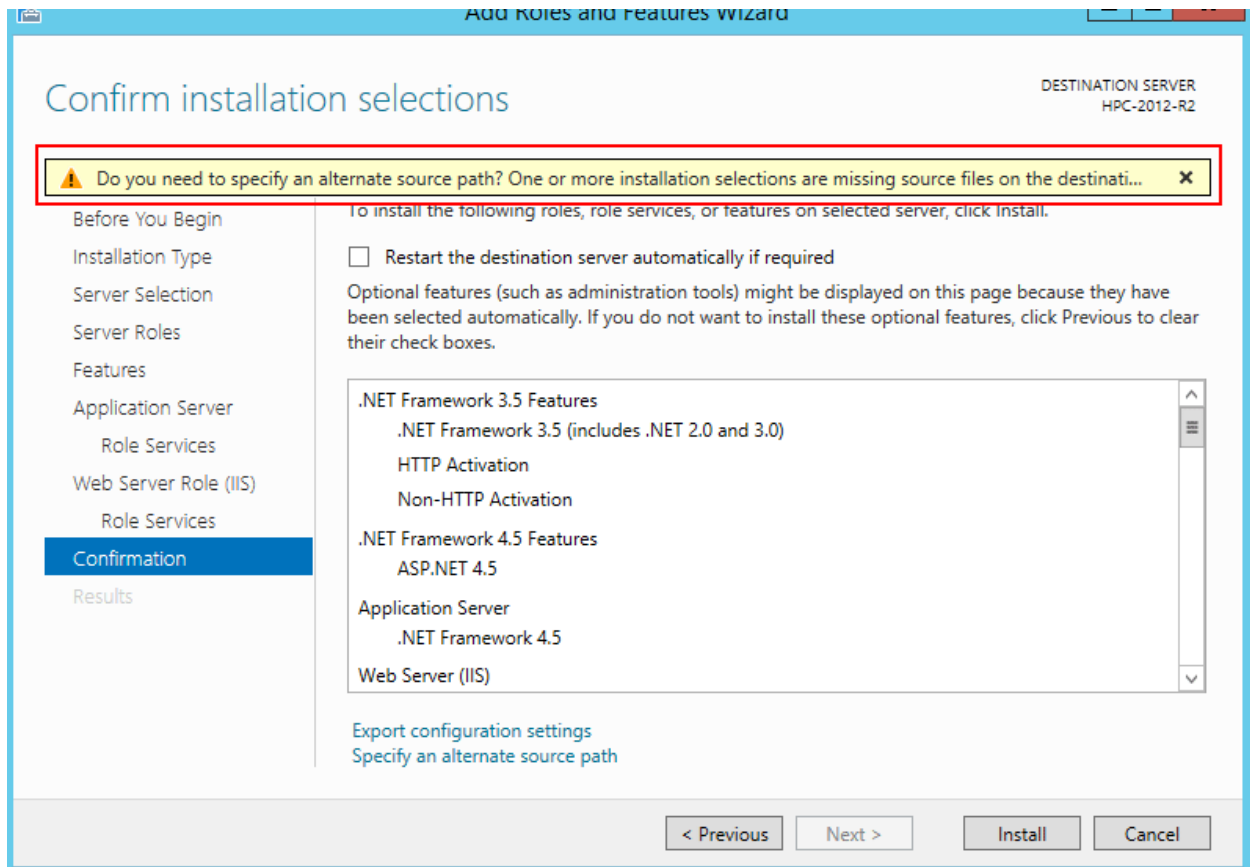 Add Roles and Features Wizard
Confirm installation selections
DESTINATION SERVER
HPC-2012-R2
Do you need to specify an alternate source path? One or more installation selections are missing source files on the destinati...
Before You Begin
Installation Type
Server Selection
Server Roles
Features
Application Server
Role Services
Web Server Role (IIS)
Role Services
Confirmation
Results
To install the following roles, role services, or features on selected server, click Install.
Restart the destination server automatically if required
Optional features (such as administration tools) might be displayed on this page because they have
been selected automatically. If you do not want to install these optional features, click Previous to clear
their check boxes.
.NET Framework 3.5 Features
.NET Framework 3.5 (includes .NET 2.0 and 3.0)
HTTP Activation
Non-HTTP Activation
.NET Framework 4.5 Features
ASP.NET 4.5
Application Server
.NET Framework 4.5
Web Server (IIS)
Export configuration settings
Specify an alternate source path
< Previous
Next >
Install
Cancel